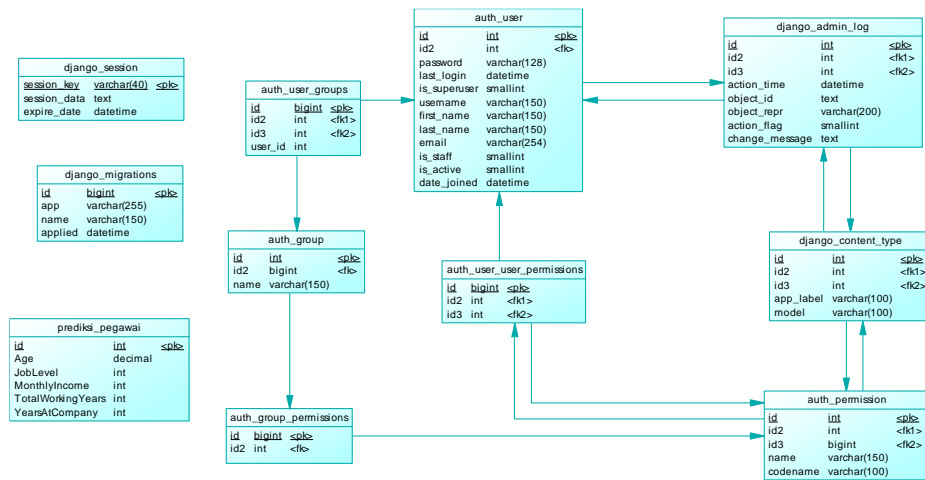 django_session
session_key varchar(40) <pk>
session_data text
expire_date datetime
django_migrations
id bigint <pk>
app varchar(255)
name varchar(150)
applied datetime
prediksi_pegawai
id int <pk>
Age decimal
JobLevel int
MonthlyIncome int
TotalWorkingYears int
YearsAtCompany int
auth_user_groups
id bigint <pk>
id2 int <fk1>
id3 int <fk2>
user_id int
auth_group
id int <pk>
id2 bigint <fk>
name varchar(150)
auth_group_permissions
id bigint <pk>
id2 int <fk>
auth_user
id int <pk>
id2 int <fk>
password varchar(128)
last_login datetime
is_superuser smallint
username varchar(150)
first_name varchar(150)
last_name varchar(150)
email varchar(254)
is_staff smallint
is_active smallint
date_joined datetime
auth_user_user_permissions
id bigint <pk>
id2 int <fk1>
id3 int <fk2>
django_admin_log
id int <pk>
id2 int <fk1>
id3 int <fk2>
action_time datetime
object_id text
object_repr varchar(200)
action_flag smallint
change_message text
django_content_type
id int <pk>
id2 int <fk1>
id3 int <fk2>
app_label varchar(100)
model varchar(100)
auth_permission
id int <pk>
id2 int <fk1>
id3 bigint <fk2>
name varchar(150)
codename varchar(100)